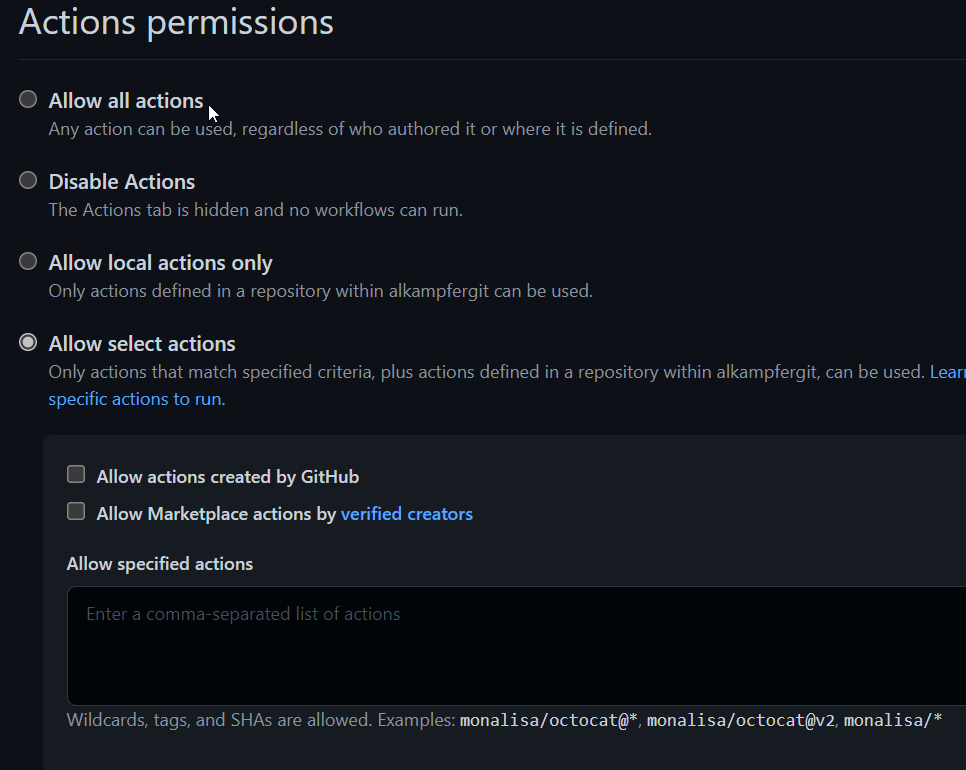 Actions permissions
Allow all actions
Any action can be used, regardless of who authored it or where it is defined.
Disable Actions
The Actions tab is hidden and no workflows can run.
Allow local actions only
Only actions defined in a repository within alkampfergit can be used.
Allow select actions
Only actions that match specified criteria, plus actions defined in a repository within alkampfergit, can be used. Lear
specific actions to run.
Allow actions created by GitHub
Allow Marketplace actions by verified creators
Allow specified actions
Enter a comma-separated list of actions
Wildcards, tags, and SHAs are allowed. Examples: monalisa/octocat@*, monalisa/octocat@v2, monalisa/*